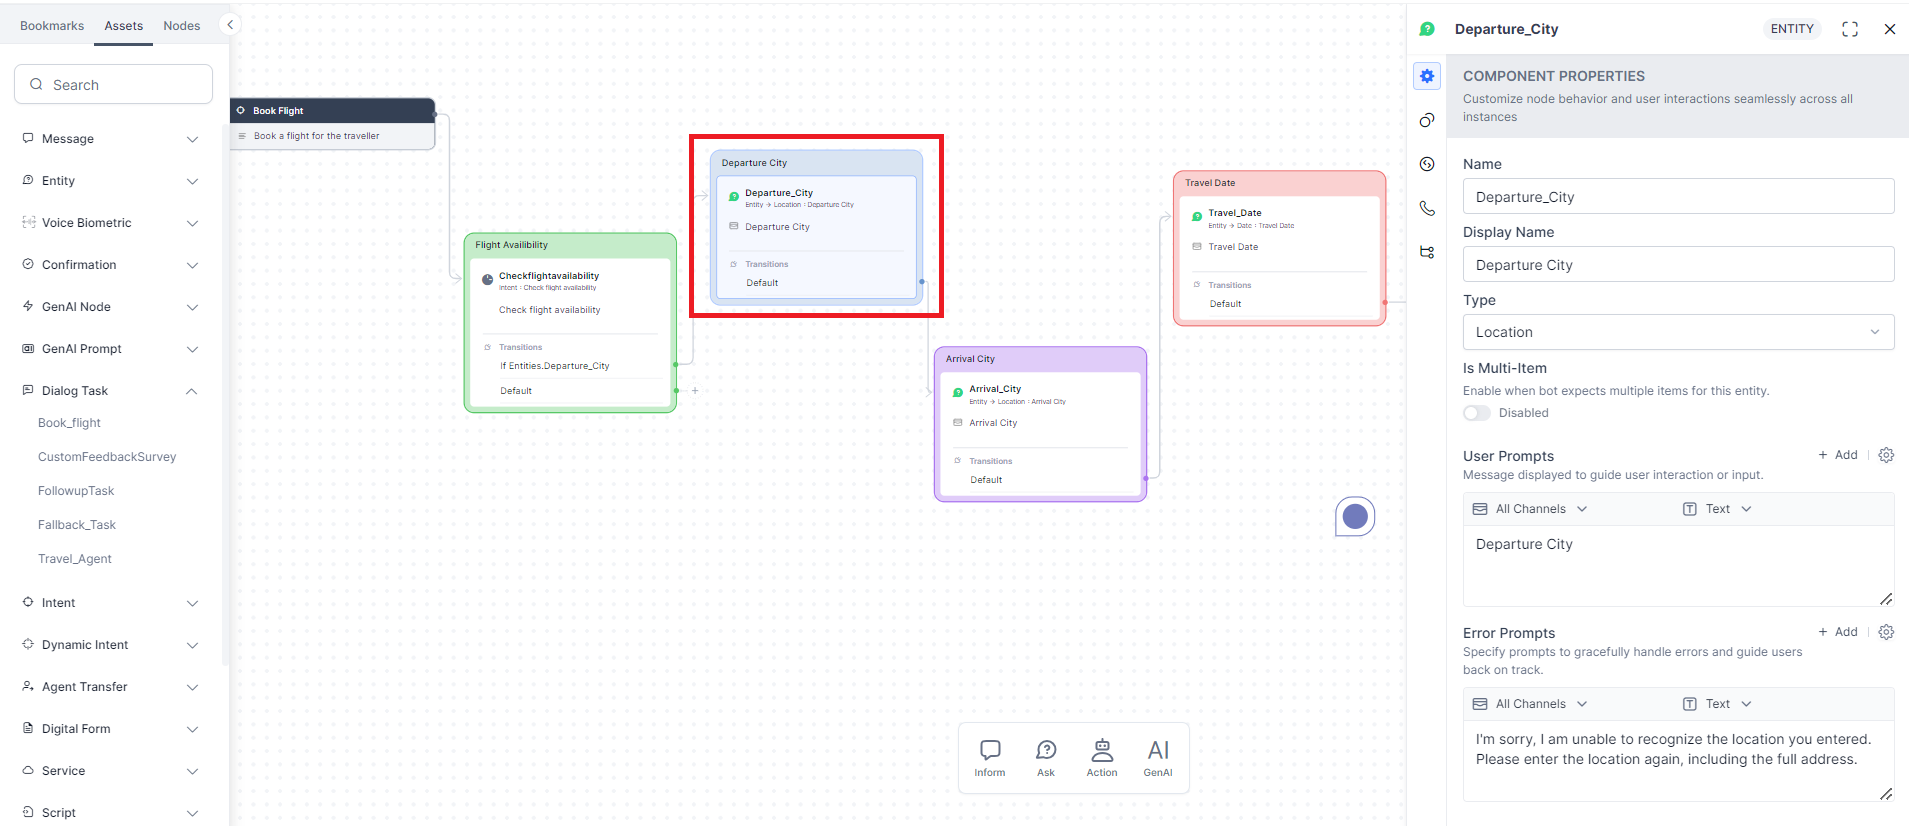 Bookmarks
Assets
Nodes
Search
Message
Entity
Voice Biometric
Confirmation
GenAI Node
GenAI Prompt
Dialog Task
Book_flight
CustomFeedbackSurvey
FollowupTask
Fallback_Task
Travel_Agent
Intent
Dynamic Intent
Agent Transfer
Digital Form
Service
Script
Book Flight
Book a flight for the traveller
Flight Availibility
Checkflightavailability
Intent : Check flight availability
Check flight availability
Transitions
If Entities.Departure_City
Default
Departure City
Departure_City
Entity → Location : Departure City
Departure City
Transitions
Default
Arrival City
Arrival_City
Entity → Location : Arrival City
Arrival City
Transitions
Default
Travel Date
Travel_Date
Entity → Date : Travel Date
Travel Date
Transitions
Default
Inform
Ask
Action
AI
GenAI
Departure_City
ENTITY
COMPONENT PROPERTIES
Customize node behavior and user interactions seamlessly across all
instances
Name
Departure_City
Display Name
Departure City
Type
Location
Is Multi-Item
Enable when bot expects multiple items for this entity.
Disabled
User Prompts
+ Add
Message displayed to guide user interaction or input.
All Channels
Text
Departure City
Error Prompts
+ Add
Specify prompts to gracefully handle errors and guide users
back on track.
All Channels
Text
I'm sorry, I am unable to recognize the location you entered.
Please enter the location again, including the full address.